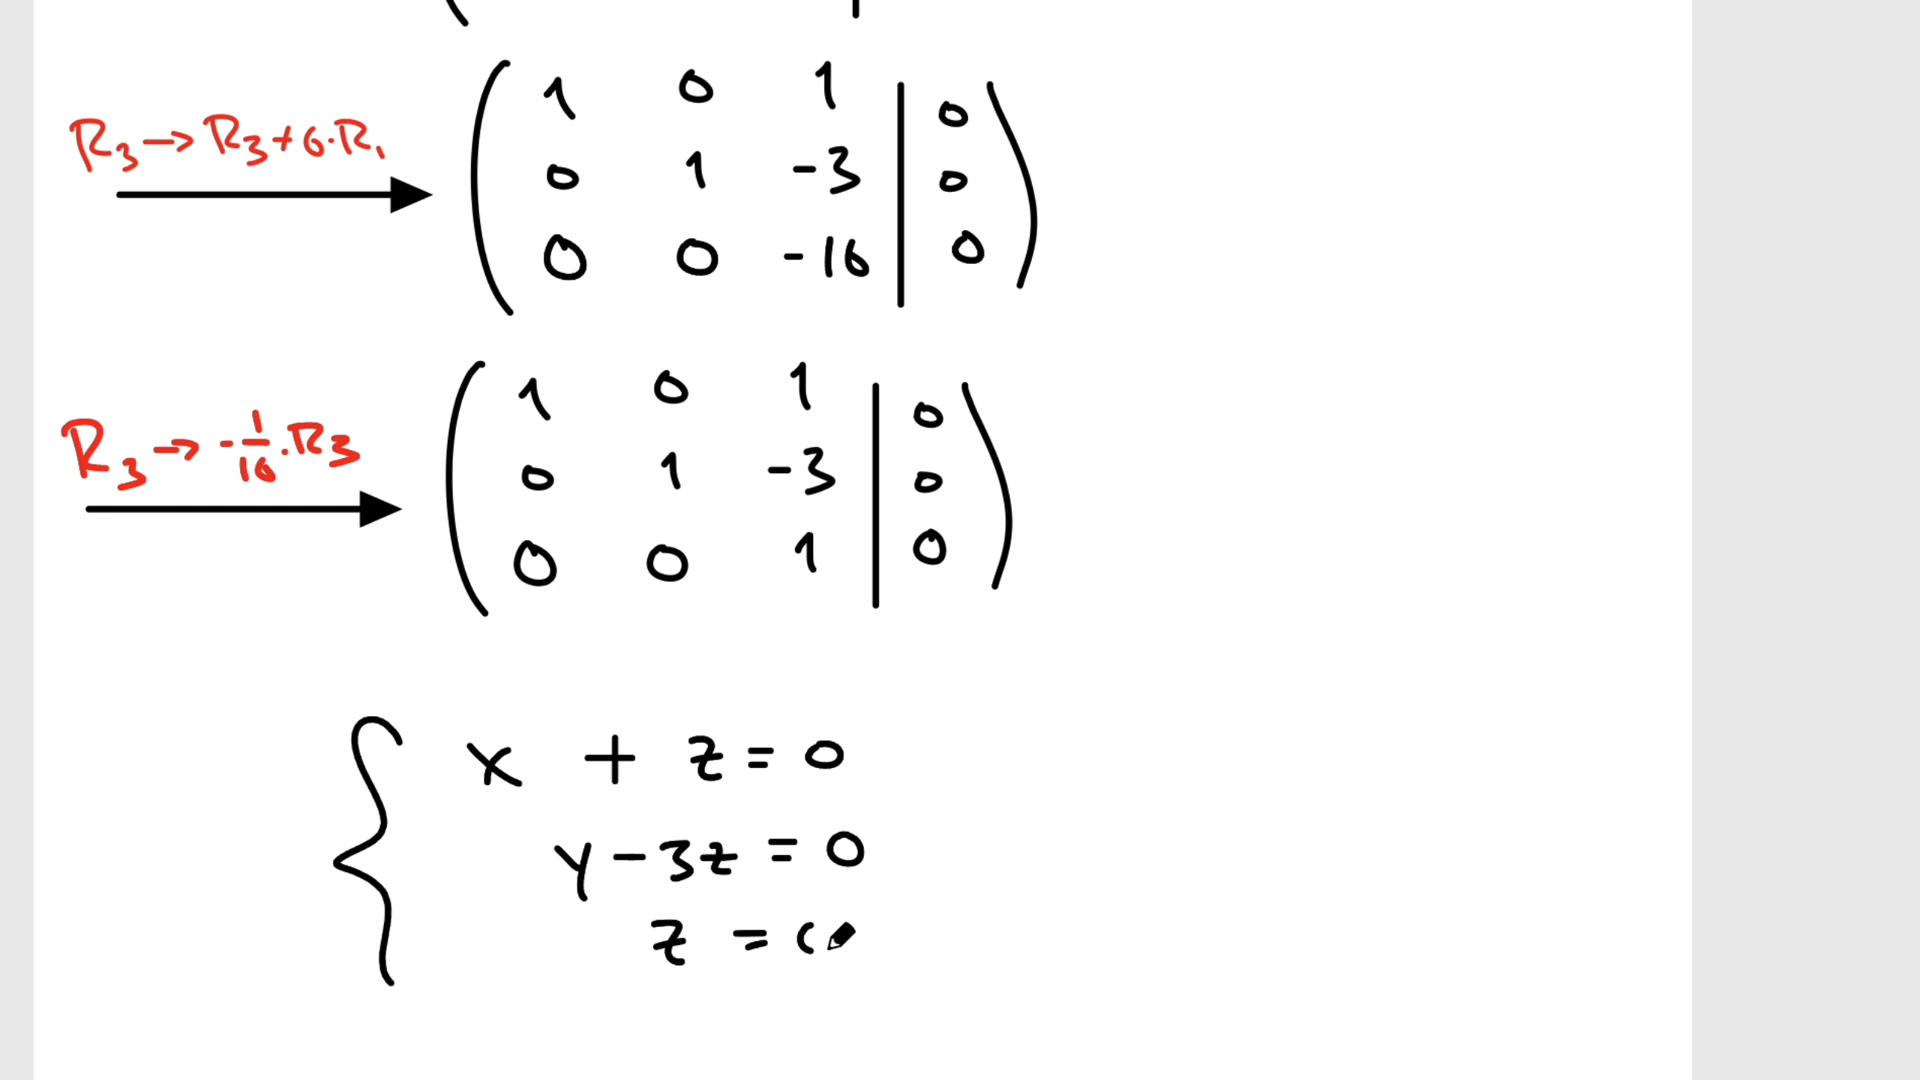 R₃ → R₃ + 6·R₁
1 0 1 | 0
0 1 -3 | 0
0 0 -16 | 0
R₃ → -1/16 · R₃
1 0 1 | 0
0 1 -3 | 0
0 0 1 | 0
x + z = 0
y - 3z = 0
z =